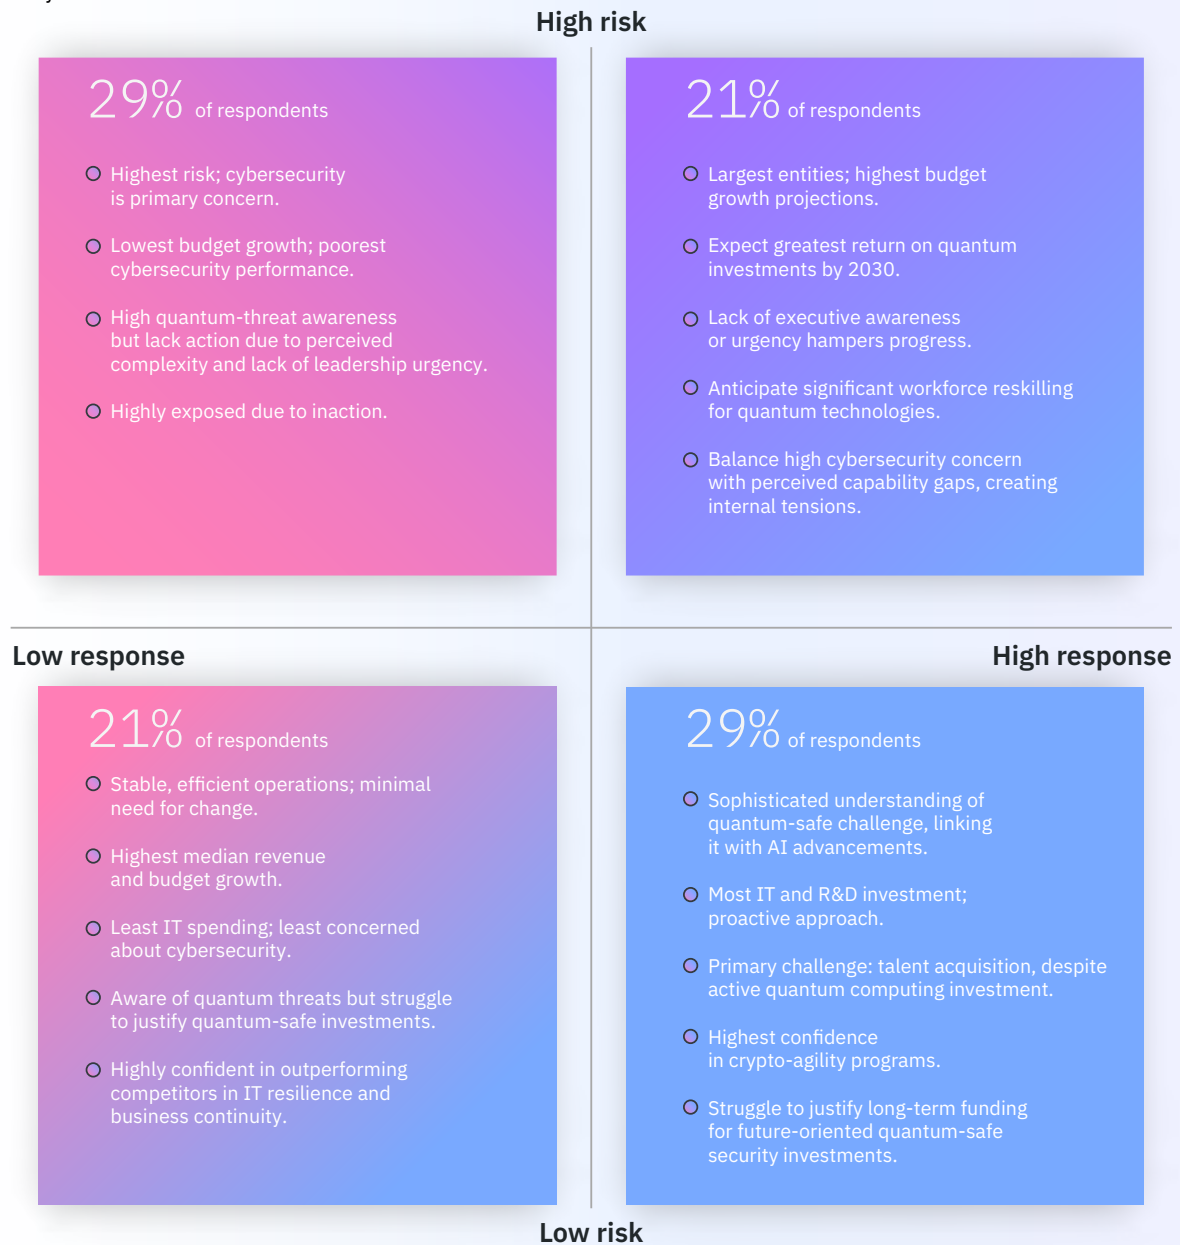 High risk
29% of respondents
Highest risk; cybersecurity
is primary concern.
Lowest budget growth; poorest
cybersecurity performance.
High quantum-threat awareness
but lack action due to perceived
complexity and lack of leadership urgency.
Highly exposed due to inaction.
21% of respondents
Largest entities; highest budget
growth projections.
Expect greatest return on quantum
investments by 2030.
Lack of executive awareness
or urgency hampers progress.
Anticipate significant workforce reskilling
for quantum technologies.
Balance high cybersecurity concern
with perceived capability gaps, creating
internal tensions.
Low response
High response
21% of respondents
Stable, efficient operations; minimal
need for change.
Highest median revenue
and budget growth.
Least IT spending; least concerned
about cybersecurity.
Aware of quantum threats but struggle
to justify quantum-safe investments.
Highly confident in outperforming
competitors in IT resilience and
business continuity.
29% of respondents
Sophisticated understanding of
quantum-safe challenge, linking
it with AI advancements.
Most IT and R&D investment;
proactive approach.
Primary challenge: talent acquisition, despite
active quantum computing investment.
Highest confidence
in crypto-agility programs.
Struggle to justify long-term funding
for future-oriented quantum-safe
security investments.
Low risk